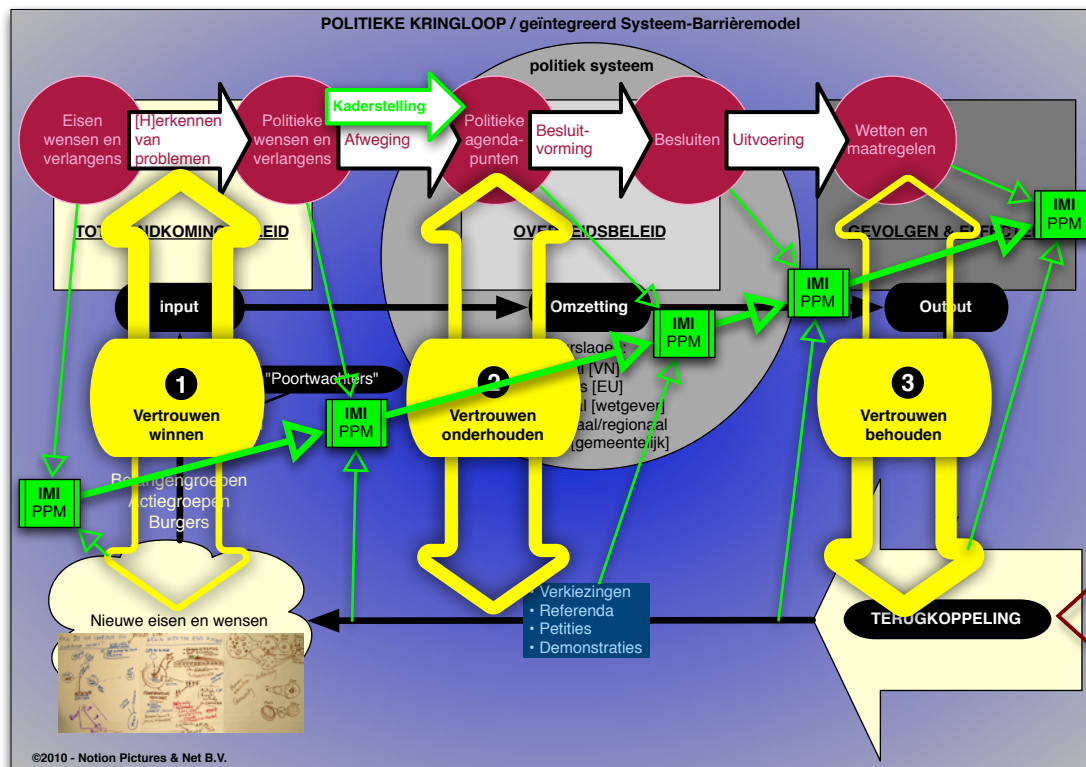 POLITIEKE KRINGLOOP / geïntegreerd Systeem-Barrièremodel
politiek systeem
Eisen
wensen en
verlangens
[H]erkennen
van
problemen
Politieke
wensen en
verlangens
Kaderstelling
Afweging
Politieke
agenda-
punten
Besluit-
vorming
Besluiten
Uitvoering
Wetten en
maatregelen
GEVOLGEN &
input
Omzetting
Output
IMI
PPM
IMI
PPM
IMI
PPM
IMI
PPM
IMI
PPM
1
Vertrouwen
winnen
"Poortwachters"
2
Vertrouwen
onderhouden
[VN]
[EU]
[wetgever]
[gemeentelijk]
3
Vertrouwen
behouden
Actiegroepen
Burgers
Nieuwe eisen en wensen
• Verkiezingen
• Referenda
• Petities
• Demonstraties
TERUGKOPPELING
©2010 - Notion Pictures & Net B.V.